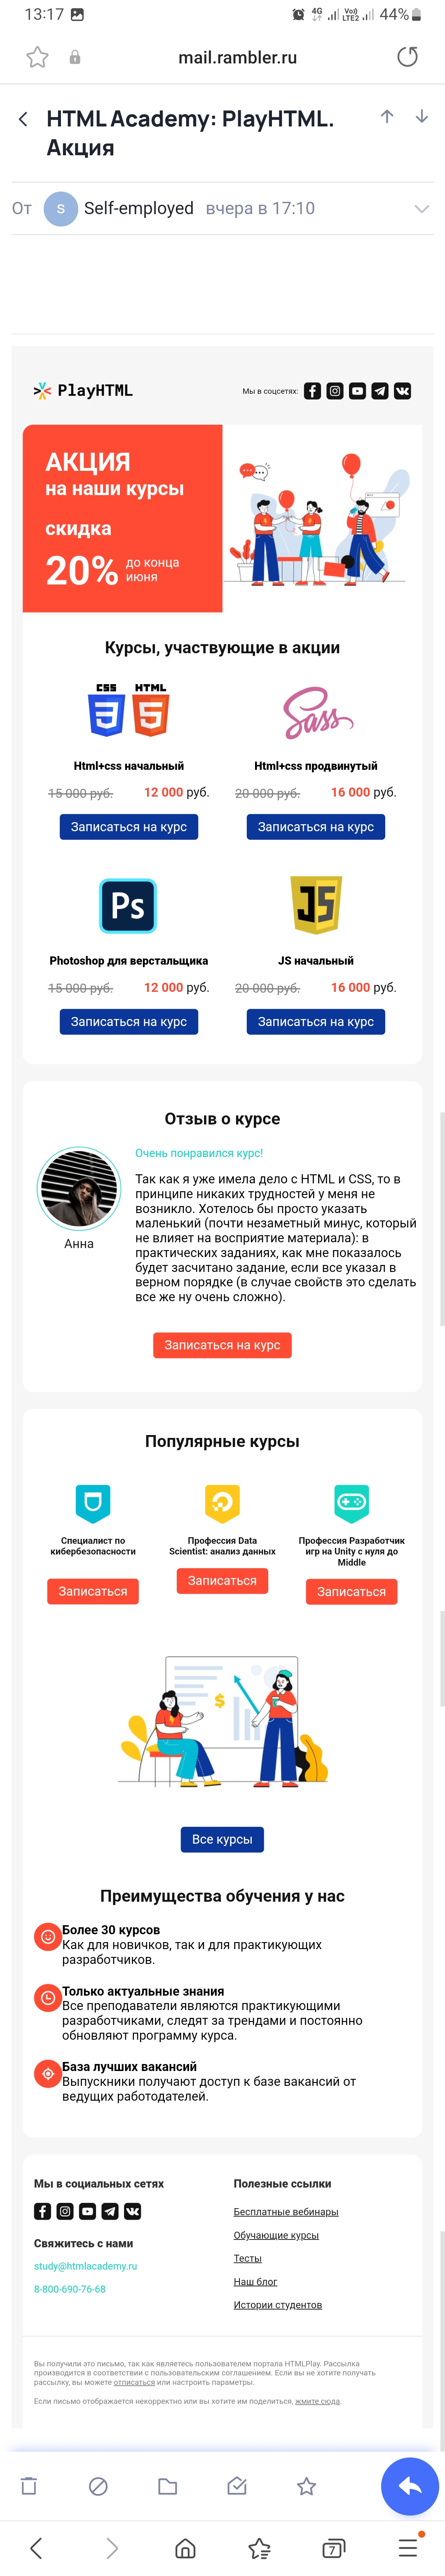 13:17
4G
Vo))
LTE2
44%
mail.rambler.ru
HTML Academy: PlayHTML.
Акция
От
S
Self-employed
вчера в 17:10
PlayHTML
Мы в соцсетях:
АКЦИЯ
на наши курсы
скидка
20% до конца
июня
Курсы, участвующие в акции
CSS HTML
Sass
Html+css начальный
Html+css продвинутый
15 000 руб. 12 000 руб.
20 000 руб. 16 000 руб.
Записаться на курс
Записаться на курс
Ps
JS
Photoshop для верстальщика
JS начальный
15 000 руб. 12 000 руб.
20 000 руб. 16 000 руб.
Записаться на курс
Записаться на курс
Отзыв о курсе
Анна
Очень понравился курс!
Так как я уже имела дело с HTML и CSS, то в
принципе никаких трудностей у меня не
возникло. Хотелось бы просто указать
маленький (почти незаметный минус, который
не влияет на восприятие материала): в
практических заданиях, как мне показалось
будет засчитано задание, если все указал в
верном порядке (в случае свойств это сделать
все же ну очень сложно).
Записаться на курс
Популярные курсы
Специалист по
кибербезопасности
Записаться
Профессия Data
Scientist: анализ данных
Записаться
Профессия Разработчик
игр на Unity с нуля до
Middle
Записаться
$
Все курсы
Преимущества обучения у нас
Более 30 курсов
Как для новичков, так и для практикующих
разработчиков.
Только актуальные знания
Все преподаватели являются практикующими
разработчиками, следят за трендами и постоянно
обновляют программу курса.
База лучших вакансий
Выпускники получают доступ к базе вакансий от
ведущих работодателей.
Мы в социальных сетях
Свяжитесь с нами
study@htmlacademy.ru
8-800-690-76-68
Полезные ссылки
Бесплатные вебинары
Обучающие курсы
Тесты
Наш блог
Истории студентов
Вы получили это письмо, так как являетесь пользователем портала HTMLPlay. Рассылка
производится в соответствии с пользовательским соглашением. Если вы не хотите получать
рассылку, вы можете отписаться или настроить параметры.
Если письмо отображается некорректно или вы хотите им поделиться, жмите сюда.
7